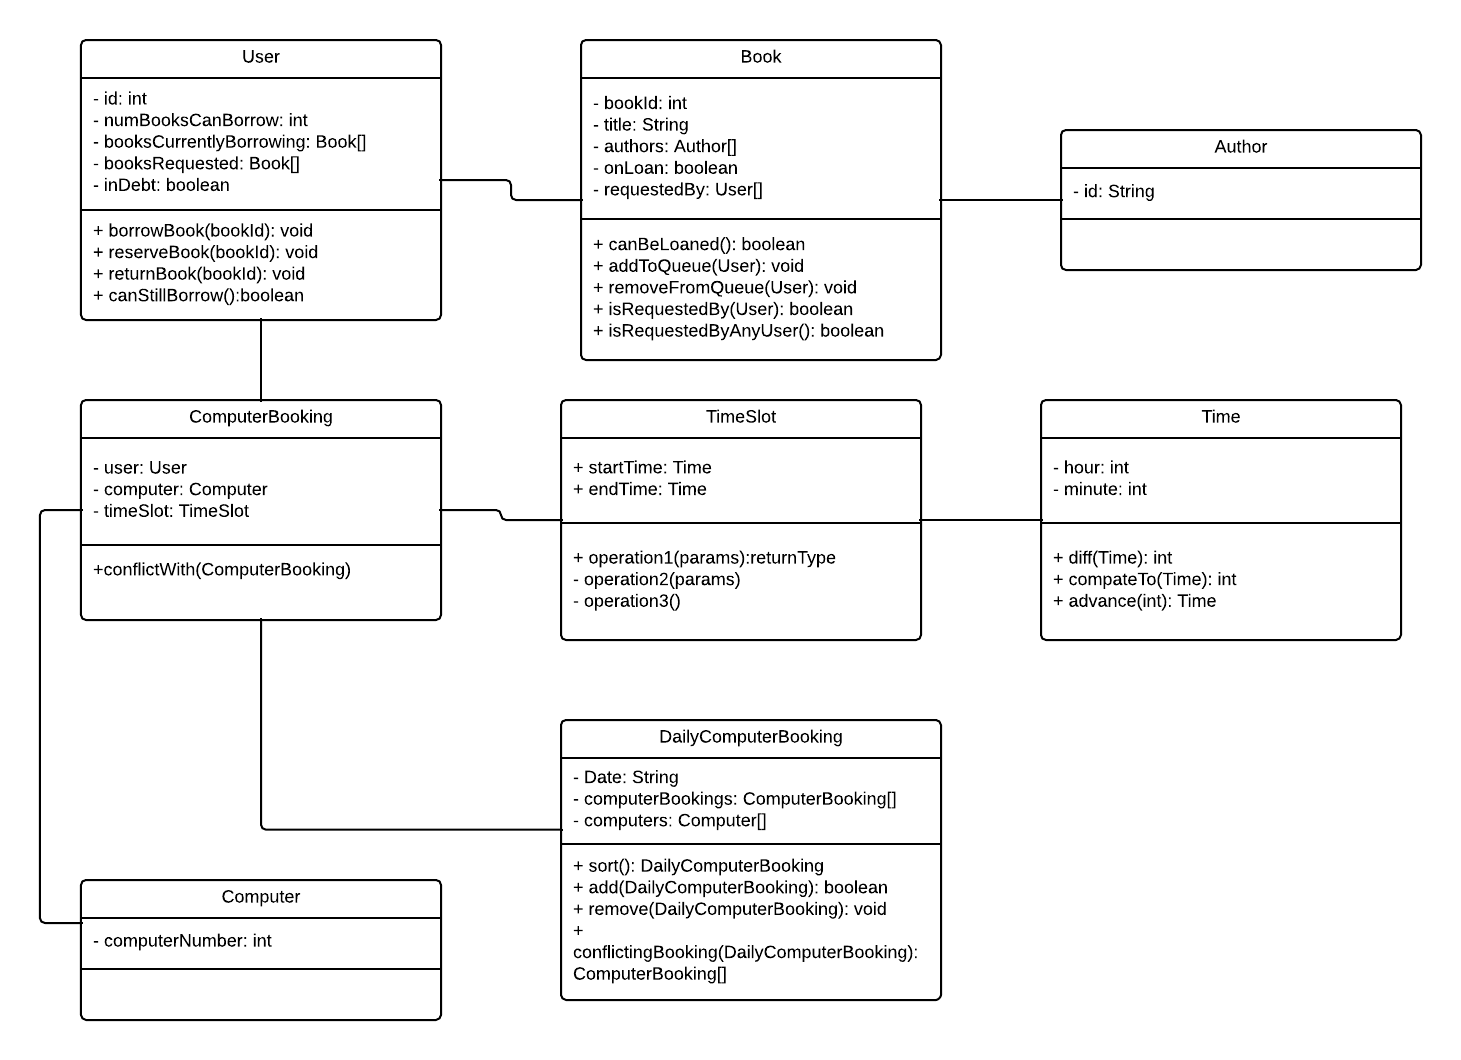 User
- id: int
- numBooksCanBorrow: int
- booksCurrentlyBorrowing: Book[]
- booksRequested: Book[]
- inDebt: boolean
+ borrowBook(bookId): void
+ reserveBook(bookId): void
+ returnBook(bookId): void
+ canStillBorrow():boolean
Book
- bookId: int
- title: String
- authors: Author[]
- onLoan: boolean
- requestedBy: User[]
+ canBeLoaned(): boolean
+ addToQueue(User): void
+ removeFromQueue(User): void
+ isRequestedBy(User): boolean
+ isRequestedByAnyUser(): boolean
Author
- id: String
ComputerBooking
- user: User
- computer: Computer
- timeSlot: TimeSlot
+conflictWith(ComputerBooking)
TimeSlot
+ startTime: Time
+ endTime: Time
+ operation1(params):returnType
- operation2(params)
- operation3()
Time
- hour: int
- minute: int
+ diff(Time): int
+ compateTo(Time): int
+ advance(int): Time
DailyComputerBooking
- Date: String
- computerBookings: ComputerBooking[]
- computers: Computer[]
+ sort(): DailyComputerBooking
+ add(DailyComputerBooking): boolean
+ remove(DailyComputerBooking): void
+
conflictingBooking(DailyComputerBooking):
ComputerBooking[]
Computer
- computerNumber: int